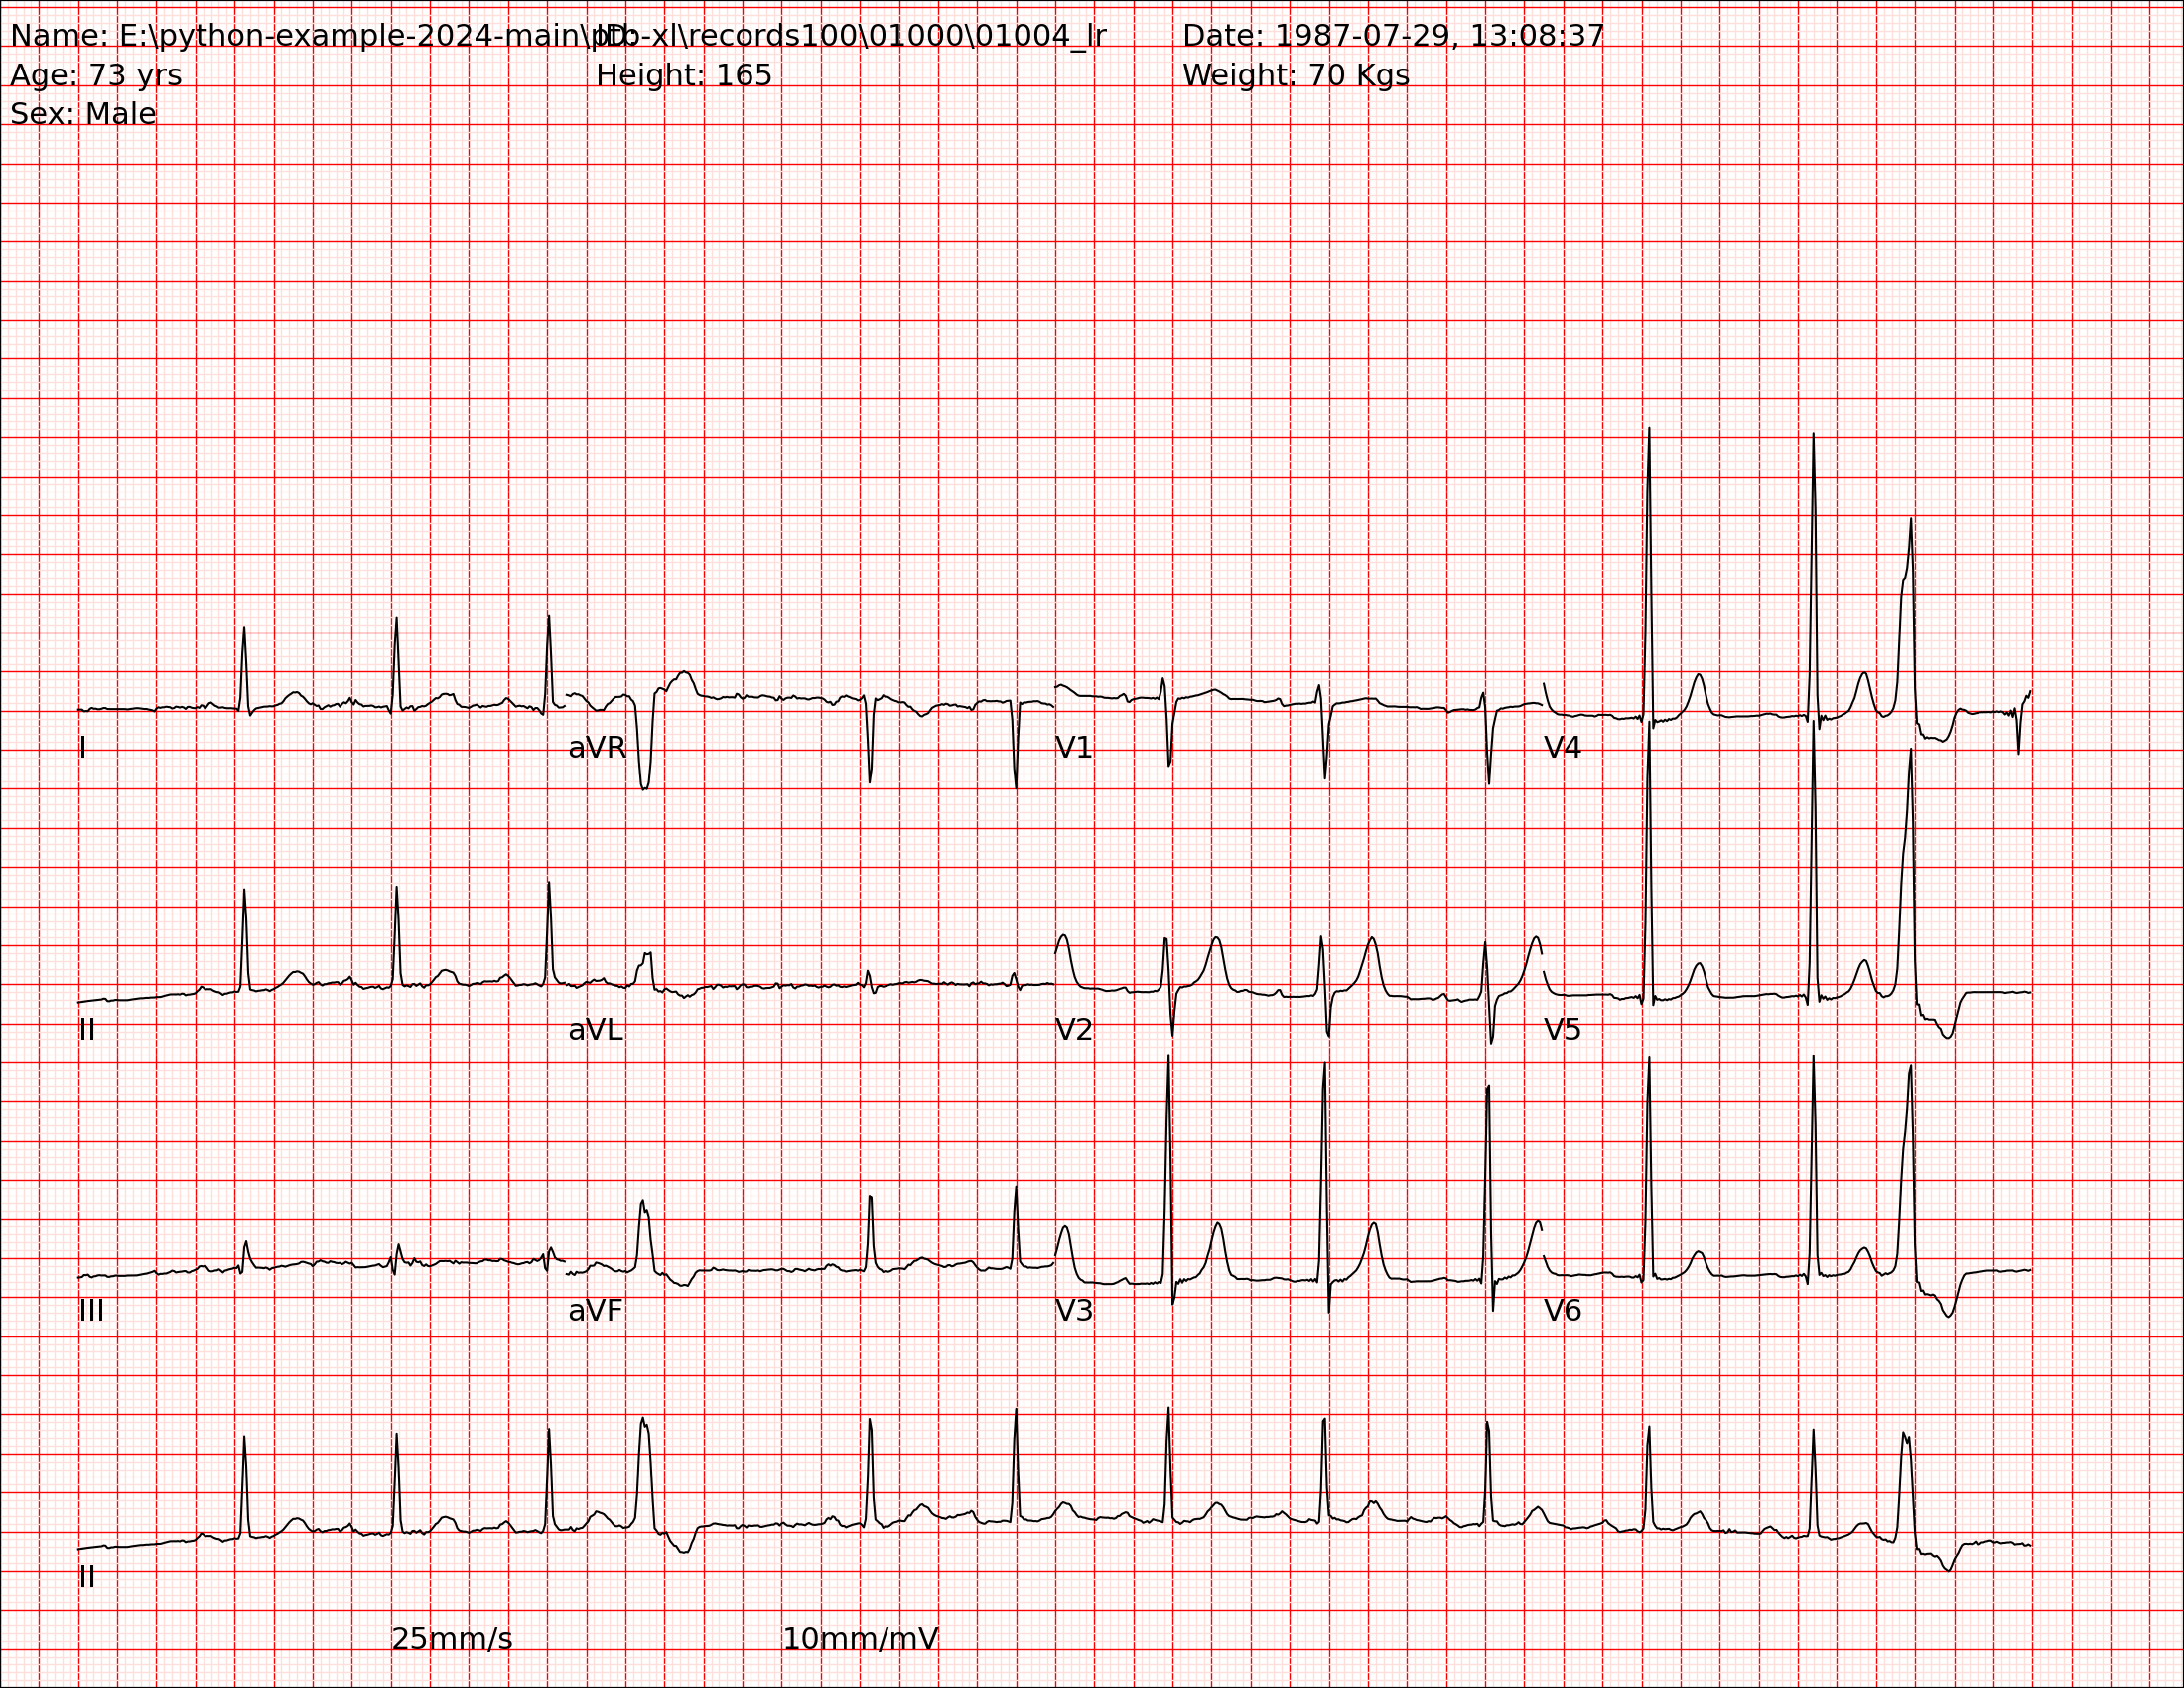 Name: E:\python-example-2024-main\ptb-xl\records100\01000\01004_lr ID: Date: 1987-07-29, 13:08:37
Age: 73 yrs Height: 165 Weight: 70 Kgs
Sex: Male
I aVR V1 V4
II aVL V2 V5
III aVF V3 V6
II
25mm/s 10mm/mV